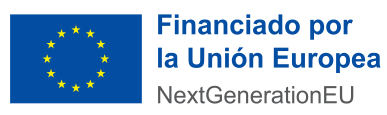 Financiado por
la Unión Europea
NextGenerationEU